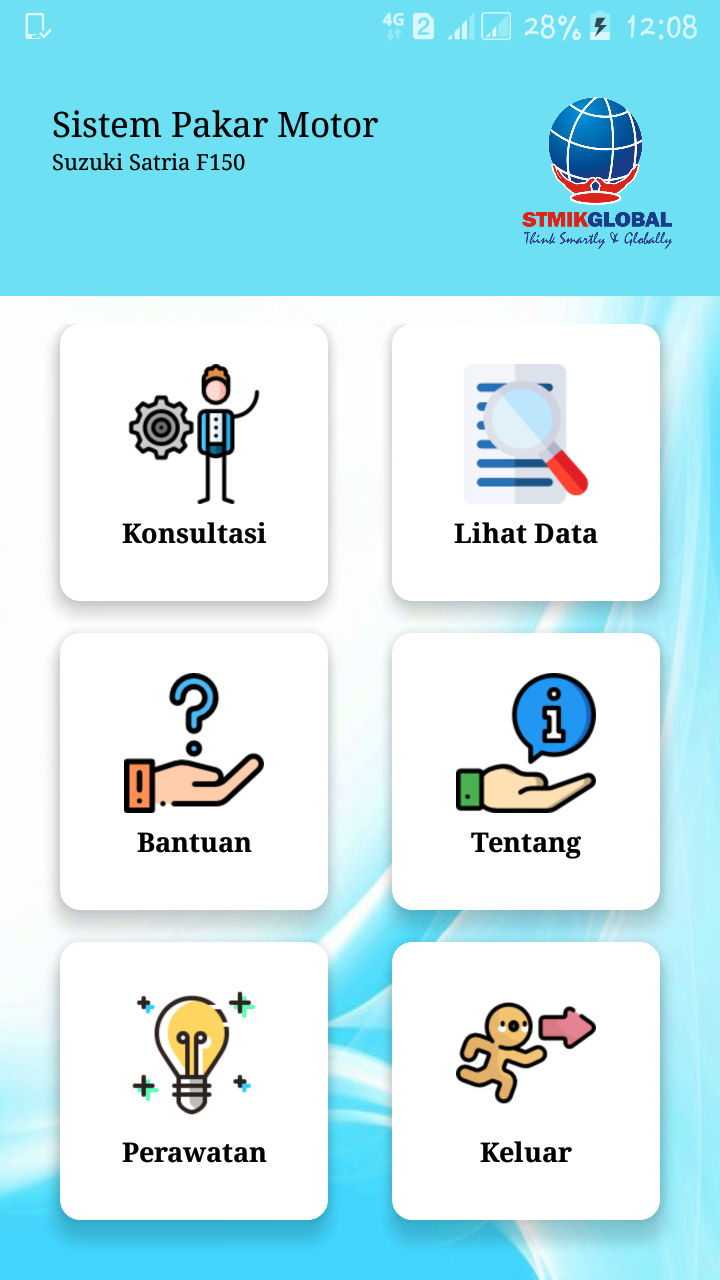 4G 2 28% 12:08
Sistem Pakar Motor
Suzuki Satria F150
STMIKGLOBAL
Think Smartly & Globally
Konsultasi
Lihat Data
Bantuan
Tentang
Perawatan
Keluar